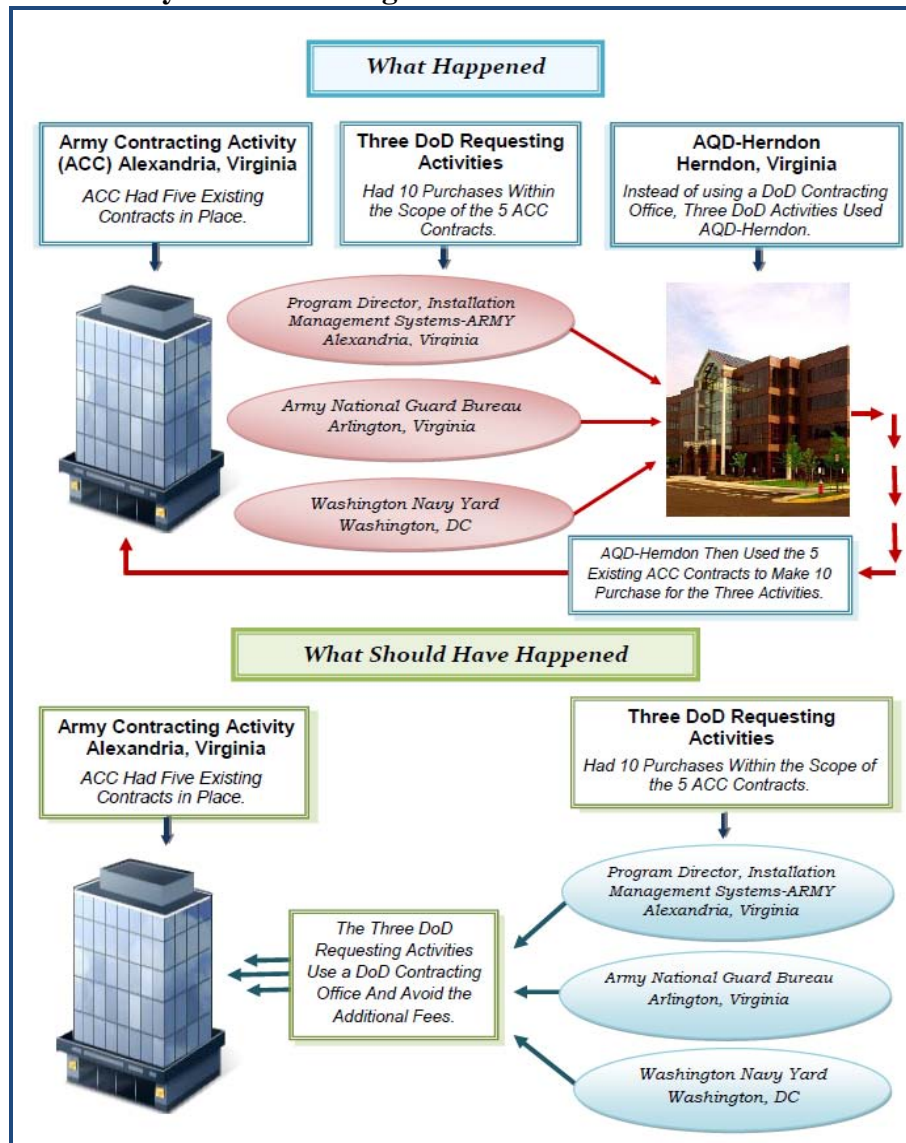 What Happened
Army Contracting Activity
(ACC) Alexandria, Virginia
ACC Had Five Existing
Contracts in Place.
Three DoD Requesting
Activities
Had 10 Purchases Within
the Scope of the 5 ACC
Contracts.
AQD-Herndon
Herndon, Virginia
Instead of using a DoD Contracting
Office, Three DoD Activities Used
AQD-Herndon.
Program Director, Installation
Management Systems-ARMY
Alexandria, Virginia
Army National Guard Bureau
Arlington, Virginia
Washington Navy Yard
Washington, DC
AQD-Herndon Then Used the 5
Existing ACC Contracts to Make 10
Purchase for the Three Activities.
What Should Have Happened
Army Contracting Activity
Alexandria, Virginia
ACC Had Five Existing
Contracts in Place.
Three DoD Requesting
Activities
Had 10 Purchases Within the Scope of
the 5 ACC Contracts.
The Three DoD
Requesting Activities
Use a DoD Contracting
Office And Avoid the
Additional Fees.
Program Director, Installation
Management Systems-ARMY
Alexandria, Virginia
Army National Guard Bureau
Arlington, Virginia
Washington Navy Yard
Washington, DC